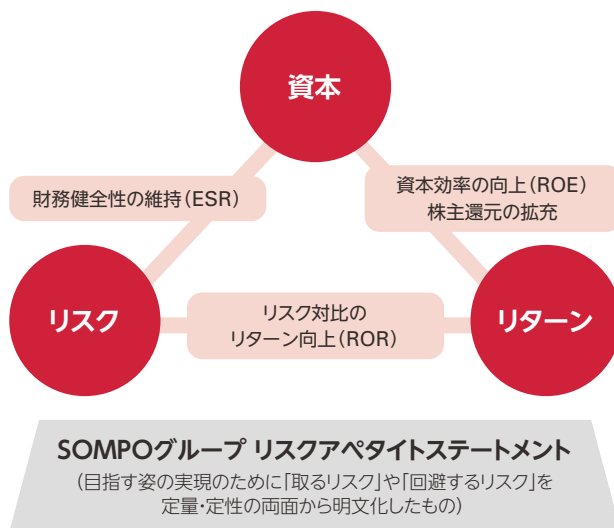 資本
財務健全性の維持(ESR)
資本効率の向上(ROE)
株主還元の拡充
リスク
リスク対比の
リターン向上(ROR)
リターン
SOMPOグループ リスクアペタイトステートメント
(目指す姿の実現のために「取るリスク」や「回避するリスク」を
定量・定性の両面から明文化したもの)